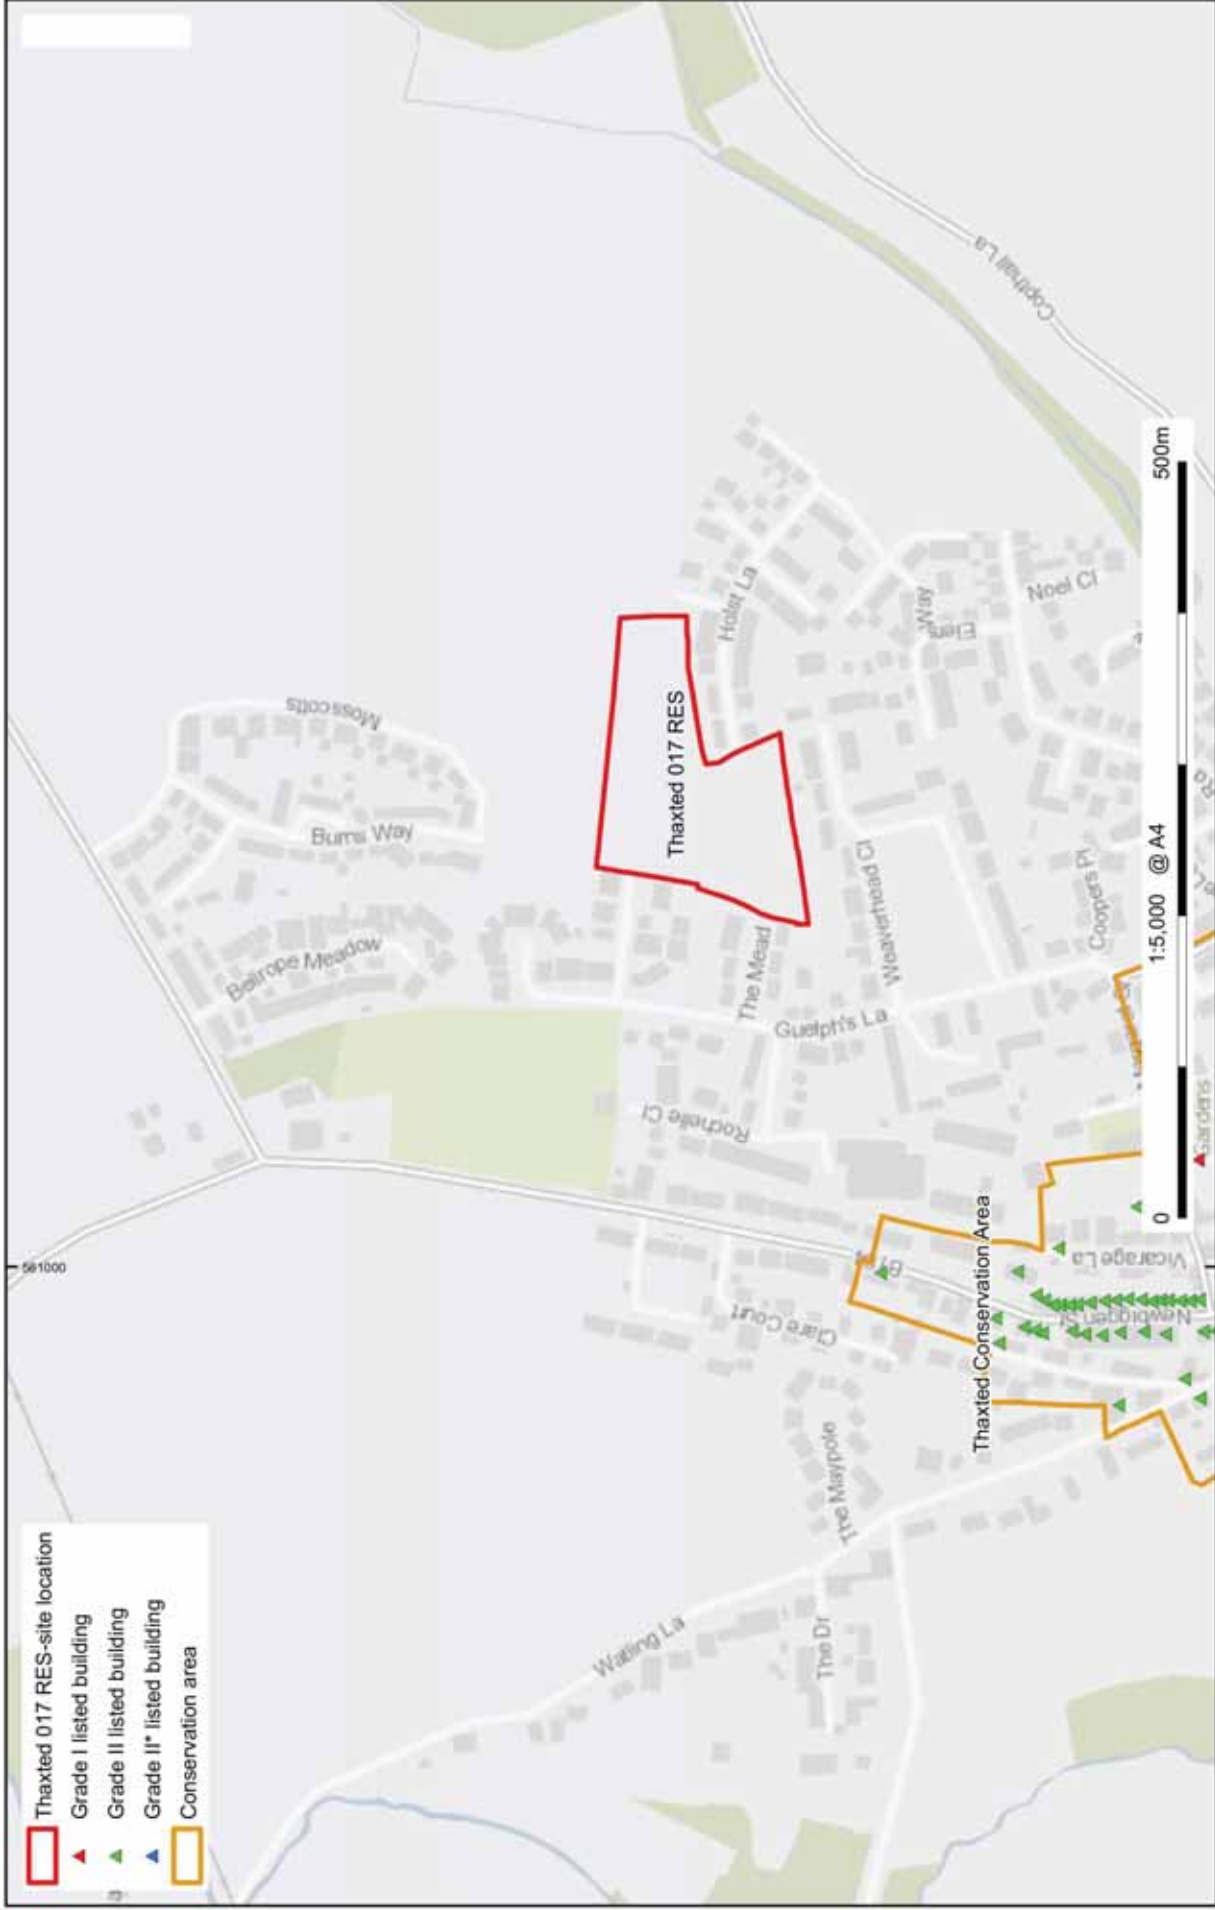 Thaxted 017 RES-site location
Grade I listed building
Grade II listed building
Grade II* listed building
Conservation area
561000
Mosscotts
Burns Way
Bellrope Meadow
Thaxted 017 RES
Holst La
Copthall La
Way
Elers
Noel Cl
The Mead
Weaverhead Cl
Guelph's La
Coopers Pl
Rochelle Cl
Clare Court
The Maypole
Watling La
The Dr
Thaxted Conservation Area
Vicarage La
Newbiggen St
Gardens
Rd
0
1:5,000 @ A4
500m